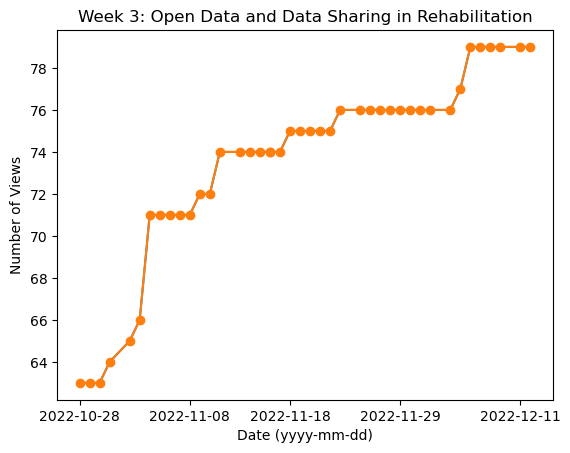 Week 3: Open Data and Data Sharing in Rehabilitation
Number of Views
78
76
74
72
70
68
66
64
2022-10-28 2022-11-08 2022-11-18 2022-11-29 2022-12-11
Date (yyyy-mm-dd)